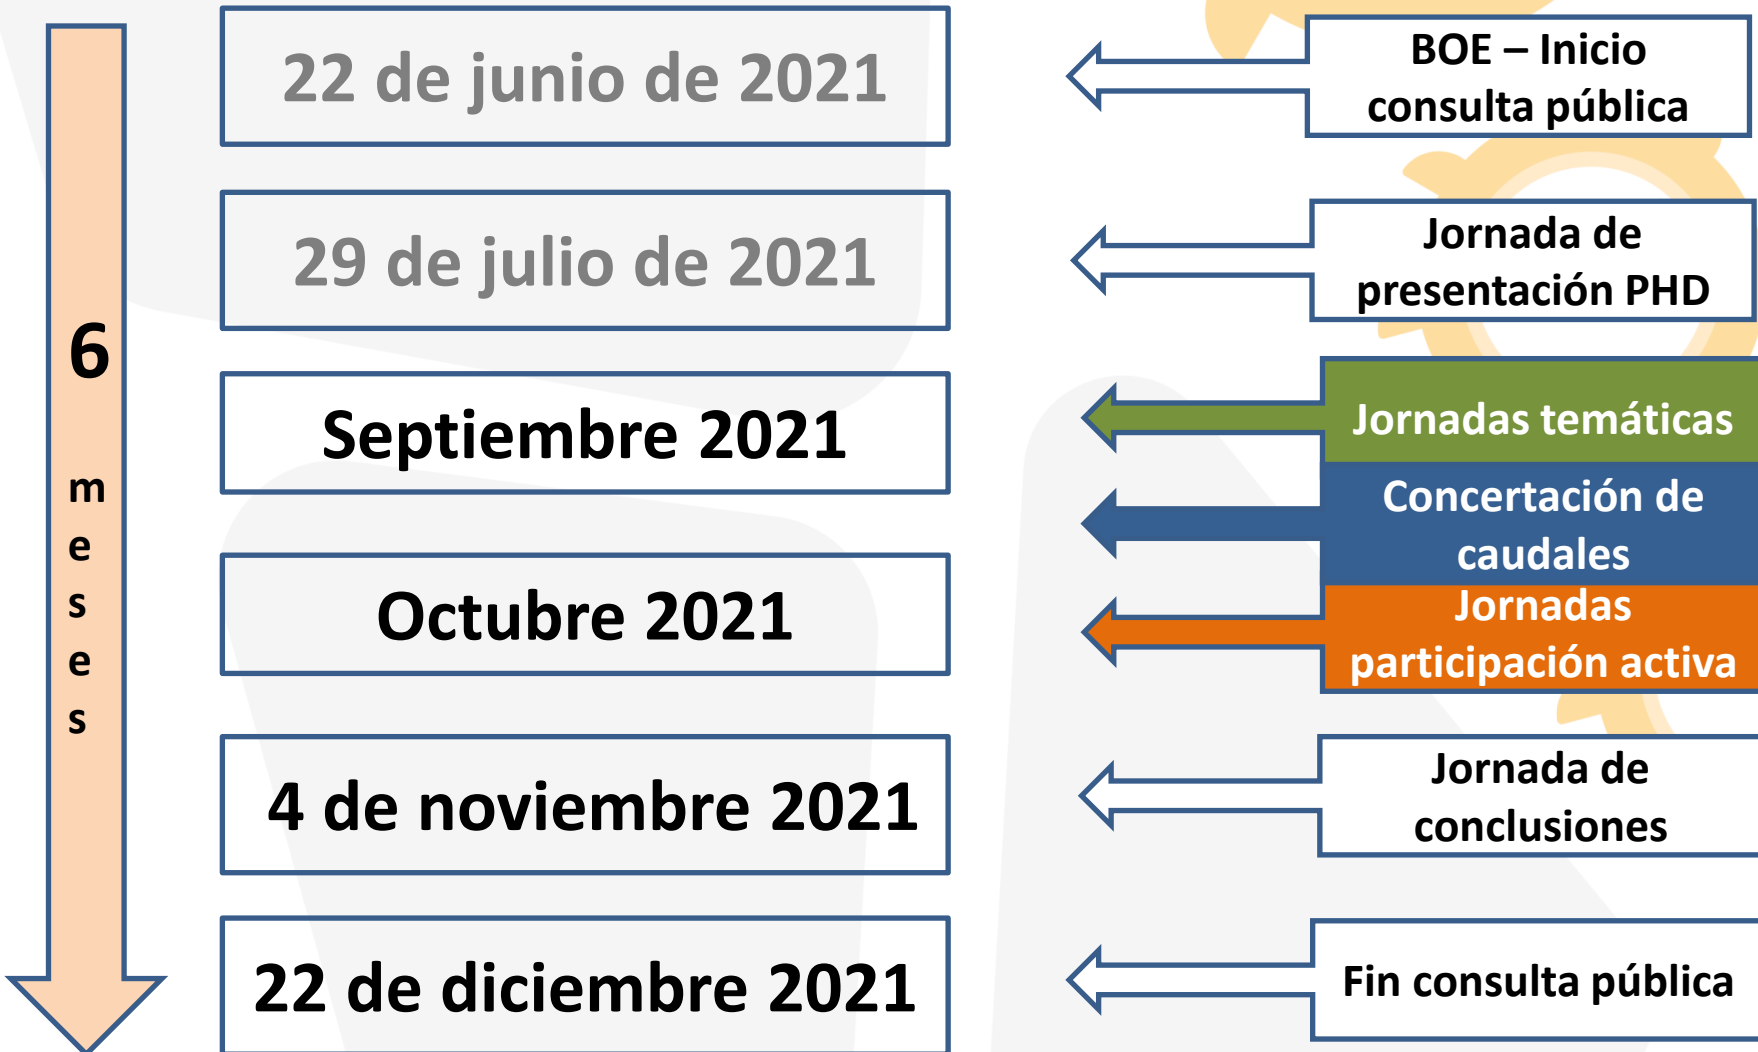 6
meses
22 de junio de 2021
BOE – Inicio
consulta pública
29 de julio de 2021
Jornada de
presentación PHD
Septiembre 2021
Jornadas temáticas
Concertación de
caudales
Octubre 2021
Jornadas
participación activa
4 de noviembre 2021
Jornada de
conclusiones
22 de diciembre 2021
Fin consulta pública